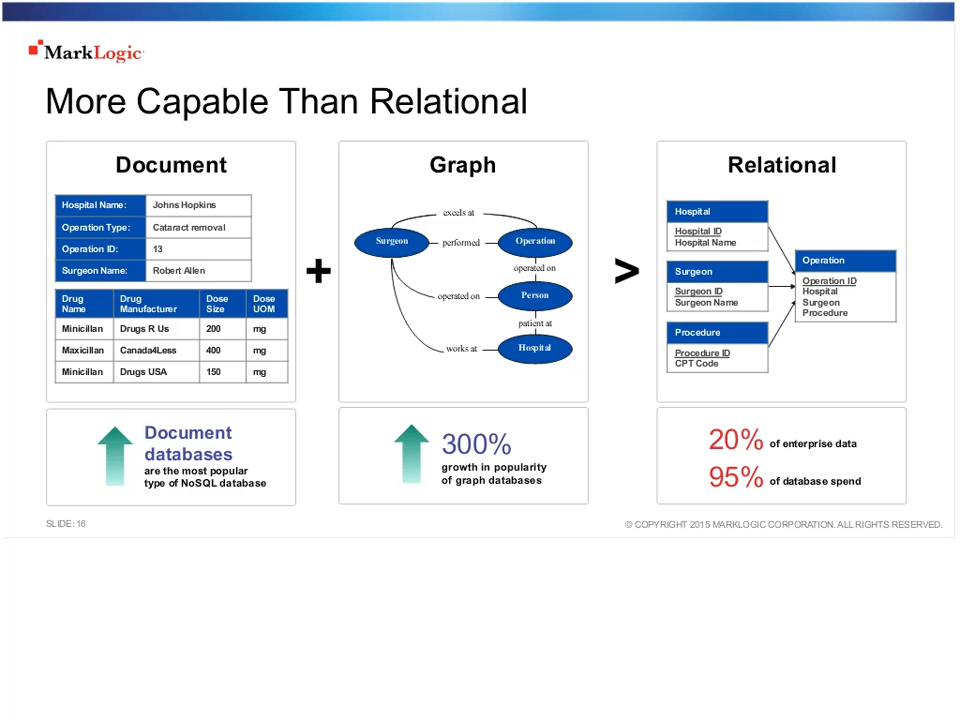 MarkLogic
More Capable Than Relational
Document
Hospital Name: Johns Hopkins
Operation Type: Cataract removal
Operation ID: 13
Surgeon Name: Robert Allen
Drug Name Drug Manufacturer Dose Size Dose UOM
Minicillan Drugs R Us 200 mg
Maxicillan Canada4Less 400 mg
Minicillan Drugs USA 150 mg
Document
databases
are the most popular
type of NoSQL database
+
Graph
excels at
Surgeon performed Operation
operated on
operated on Person
patient at
works at Hospital
300%
growth in popularity
of graph databases
>
Relational
Hospital
Hospital ID
Hospital Name
Surgeon
Surgeon ID
Surgeon Name
Procedure
Procedure ID
CPT Code
Operation
Operation ID
Hospital
Surgeon
Procedure
20% of enterprise data
95% of database spend
SLIDE: 16
© COPYRIGHT 2015 MARKLOGIC CORPORATION. ALL RIGHTS RESERVED.